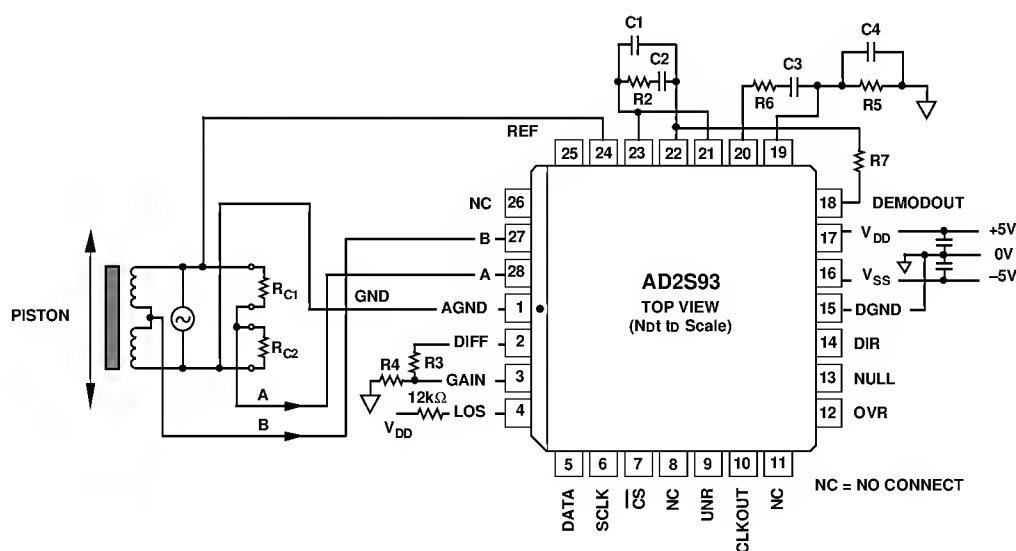 C1
C2
R2
C4
C3
R6
R5
REF
25 24 23 22 21 20 19
R7
NC 26
B 27
A 28
GND
AGND 1
DIFF 2
GAIN 3
LOS 4
R3
R4
12kΩ
VDD
PISTON
RC1
RC2
A
B
AD2S93
TOP VIEW
(NDT TD Scale)
18 DEMODOUT
17 VDD +5V
0V
16 VSS –5V
15 DGND
14 DIR
13 NULL
12 OVR
5 6 7 8 9 10 11
DATA
SCLK
CS
NC
UNR
CLKOUT
NC
NC = NO CONNECT